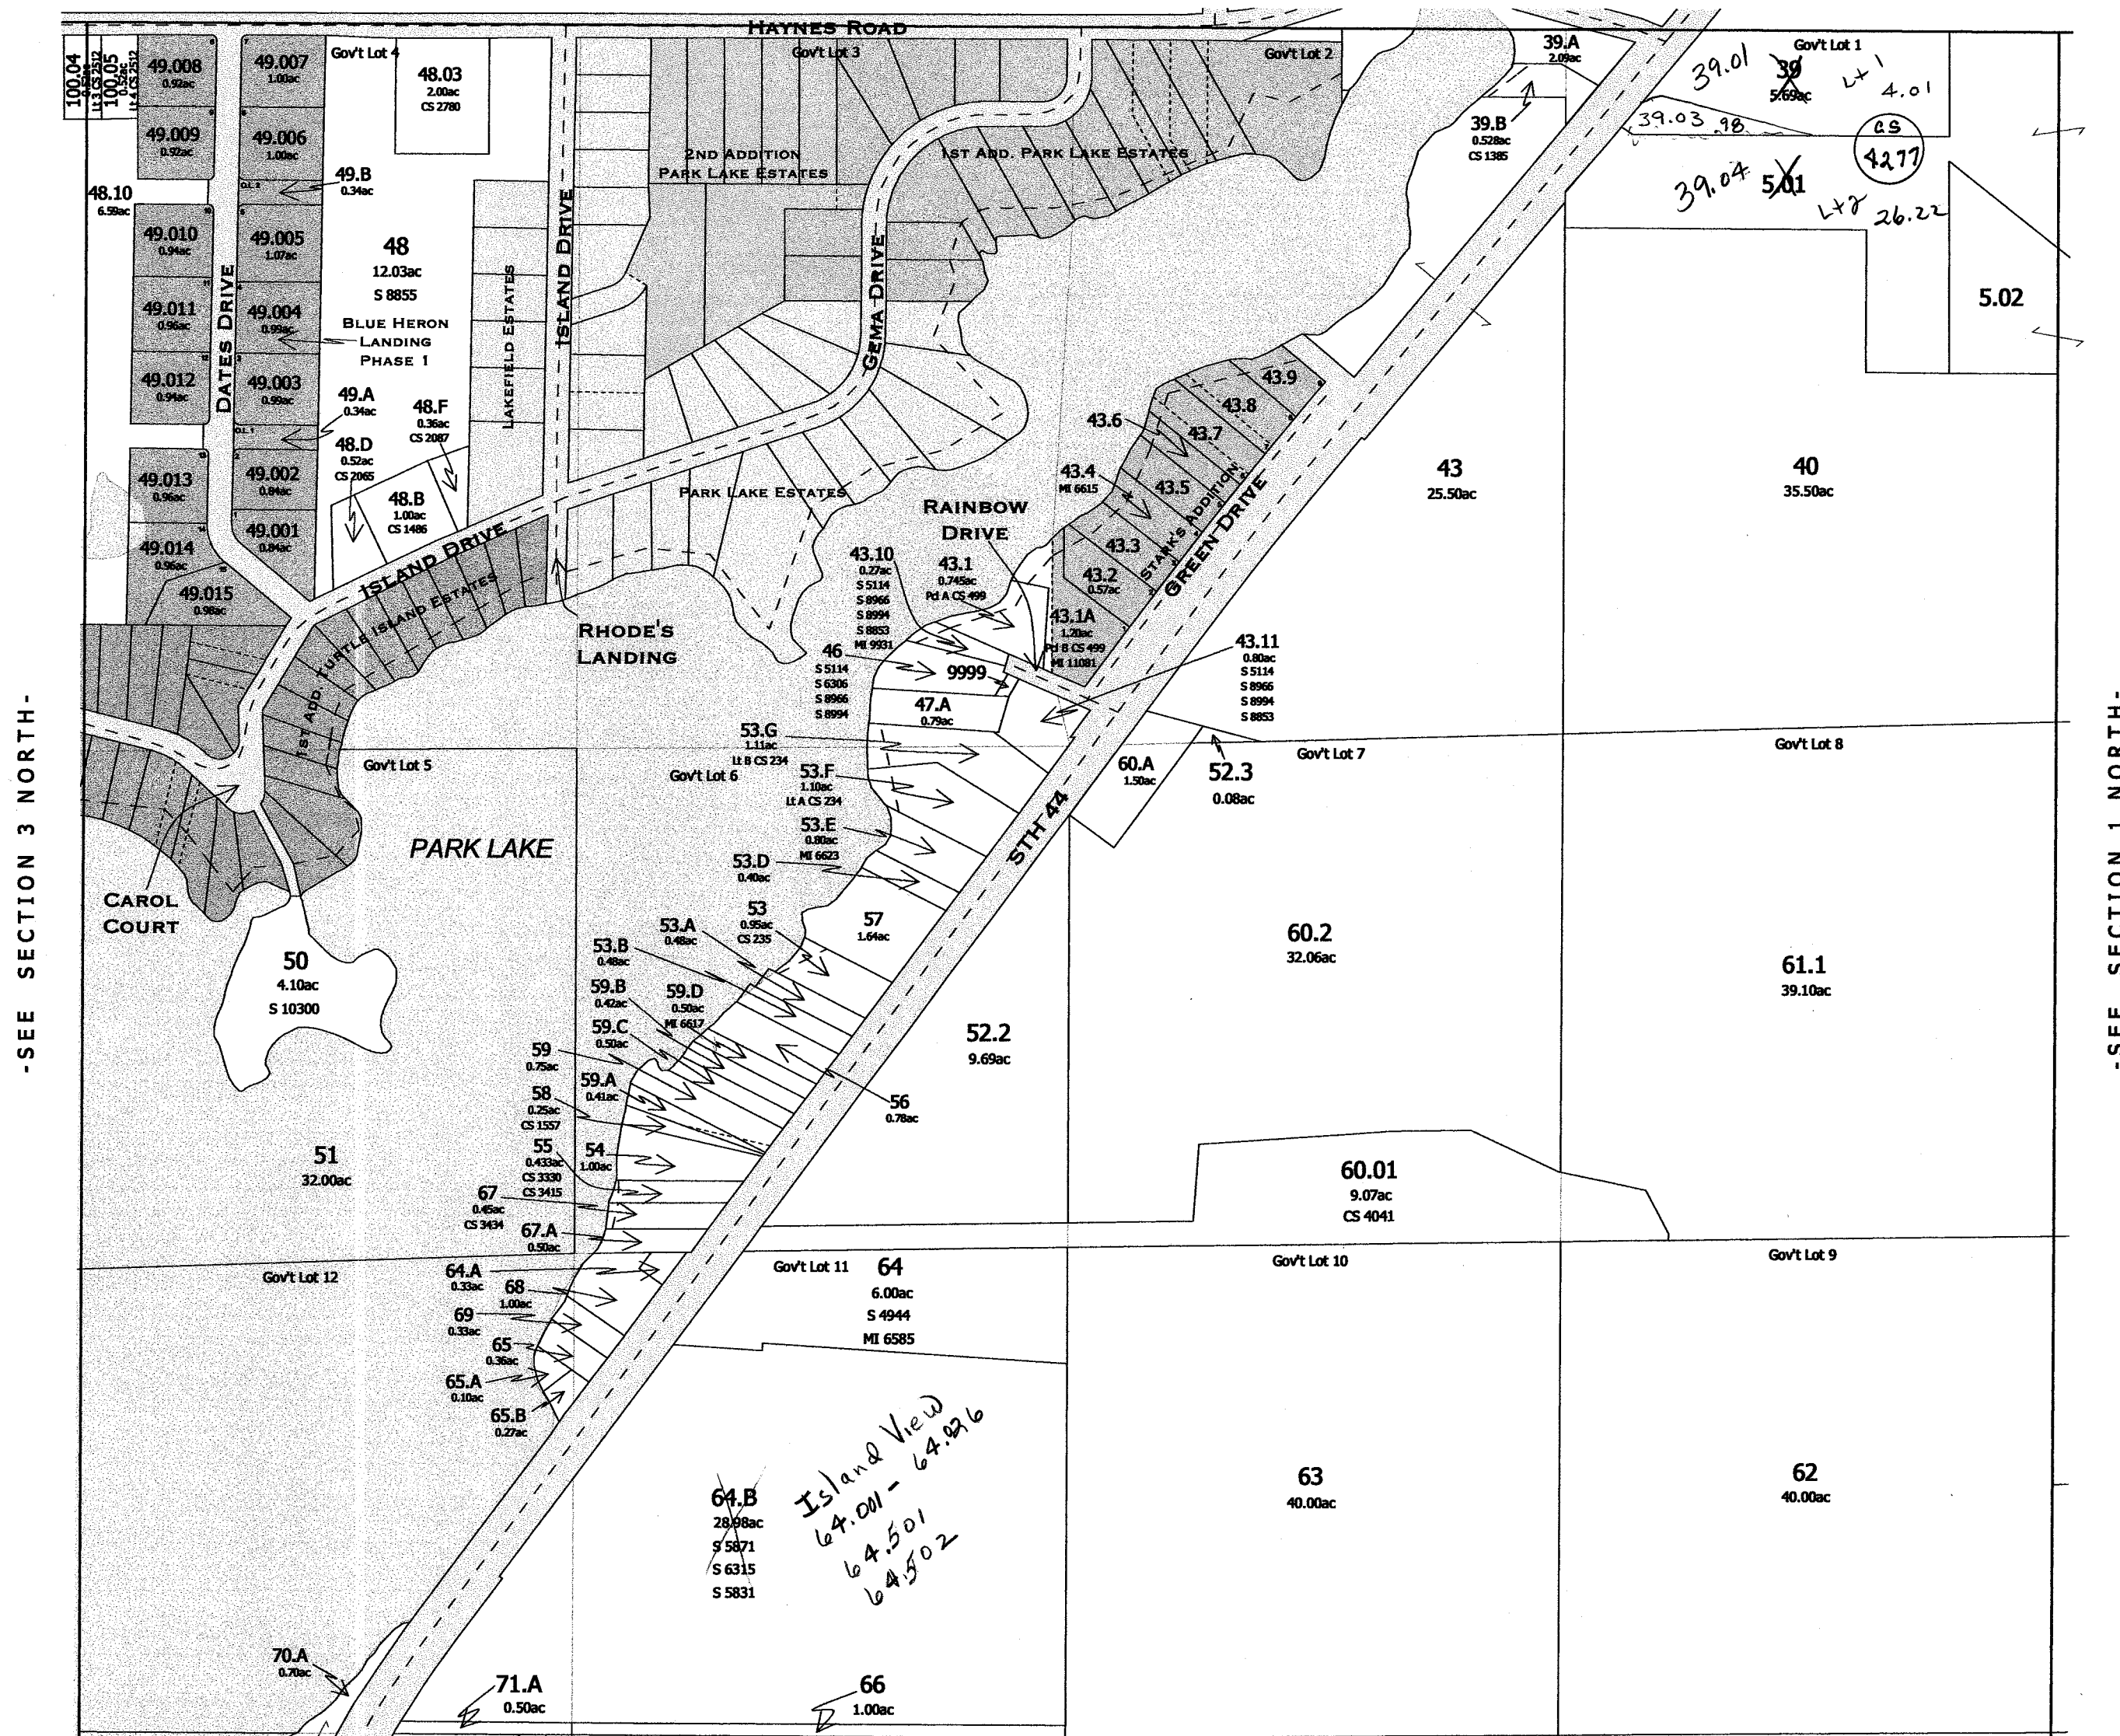 HAYNES ROAD
100.04
Lt 3 CS 2512
100.05
0.52ac
Lt 4 CS 2512
49.008
0.92ac
49.007
1.00ac
Gov't Lot 4
48.03
2.00ac
CS 2780
Gov't Lot 3
Gov't Lot 2
39.A
2.09ac
Gov't Lot 1
39.01
39
5.69ac
Lt 1
4.01
39.03 .98
CS
4277
39.04
5.01
Lt 2
26.22
39.B
0.528ac
CS 1385
5.02
49.009
0.92ac
49.006
1.00ac
49.B
0.34ac
O.L. 2
48.10
6.59ac
2ND ADDITION
PARK LAKE ESTATES
1ST ADD. PARK LAKE ESTATES
49.010
0.94ac
49.005
1.07ac
48
12.03ac
S 8855
49.011
0.96ac
49.004
0.99ac
BLUE HERON
LANDING
PHASE 1
49.012
0.94ac
49.003
0.99ac
DATES DRIVE
LAKEFIELD ESTATES
ISLAND DRIVE
ISLAND DRIVE
GEMA DRIVE
49.A
0.34ac
O.L. 1
48.F
0.36ac
CS 2087
48.D
0.52ac
CS 2065
48.B
1.00ac
CS 1486
49.013
0.96ac
49.002
0.84ac
49.014
0.96ac
49.001
0.84ac
49.015
0.98ac
ISLAND DRIVE
1ST ADD. TURTLE ISLAND ESTATES
PARK LAKE ESTATES
RHODE'S
LANDING
RAINBOW
DRIVE
43.9
43.8
43.7
43.6
43.5
43.4
MI 6615
43.3
43.2
0.57ac
STARK'S ADDITION
GREEN DRIVE
43
25.50ac
40
35.50ac
43.10
0.27ac
S 5114
S 8966
S 8994
S 8853
MI 9931
43.1
0.745ac
Pcl A CS 499
43.1A
1.20ac
Pcl B CS 499
MI 11081
43.11
0.80ac
S 5114
S 8966
S 8994
S 8853
46
S 5114
S 6306
S 8966
S 8994
9999
47.A
0.79ac
53.G
1.11ac
Lt B CS 234
53.F
1.10ac
Lt A CS 234
53.E
0.80ac
MI 6623
53.D
0.40ac
Gov't Lot 5
Gov't Lot 6
Gov't Lot 7
Gov't Lot 8
60.A
1.50ac
52.3
0.08ac
STH 44
-SEE SECTION 3 NORTH-
-SEE SECTION 1 NORTH-
PARK LAKE
CAROL
COURT
50
4.10ac
S 10300
51
32.00ac
57
1.64ac
53
0.95ac
CS 235
53.A
0.48ac
53.B
0.48ac
59.B
0.42ac
59.D
0.50ac
MI 6617
59.C
0.50ac
59
0.75ac
59.A
0.41ac
58
0.25ac
CS 1557
56
0.78ac
55
0.433ac
CS 3330
CS 3415
54
1.00ac
67
0.45ac
CS 3434
67.A
0.50ac
52.2
9.69ac
60.2
32.06ac
61.1
39.10ac
60.01
9.07ac
CS 4041
Gov't Lot 12
Gov't Lot 11
Gov't Lot 10
Gov't Lot 9
64.A
0.33ac
68
1.00ac
69
0.33ac
65
0.36ac
65.A
0.10ac
65.B
0.27ac
64
6.00ac
S 4944
MI 6585
64.B
28.98ac
S 5871
S 6315
S 5831
Island View
64.001 - 64.026
64.501
64.502
63
40.00ac
62
40.00ac
70.A
0.70ac
71.A
0.50ac
66
1.00ac